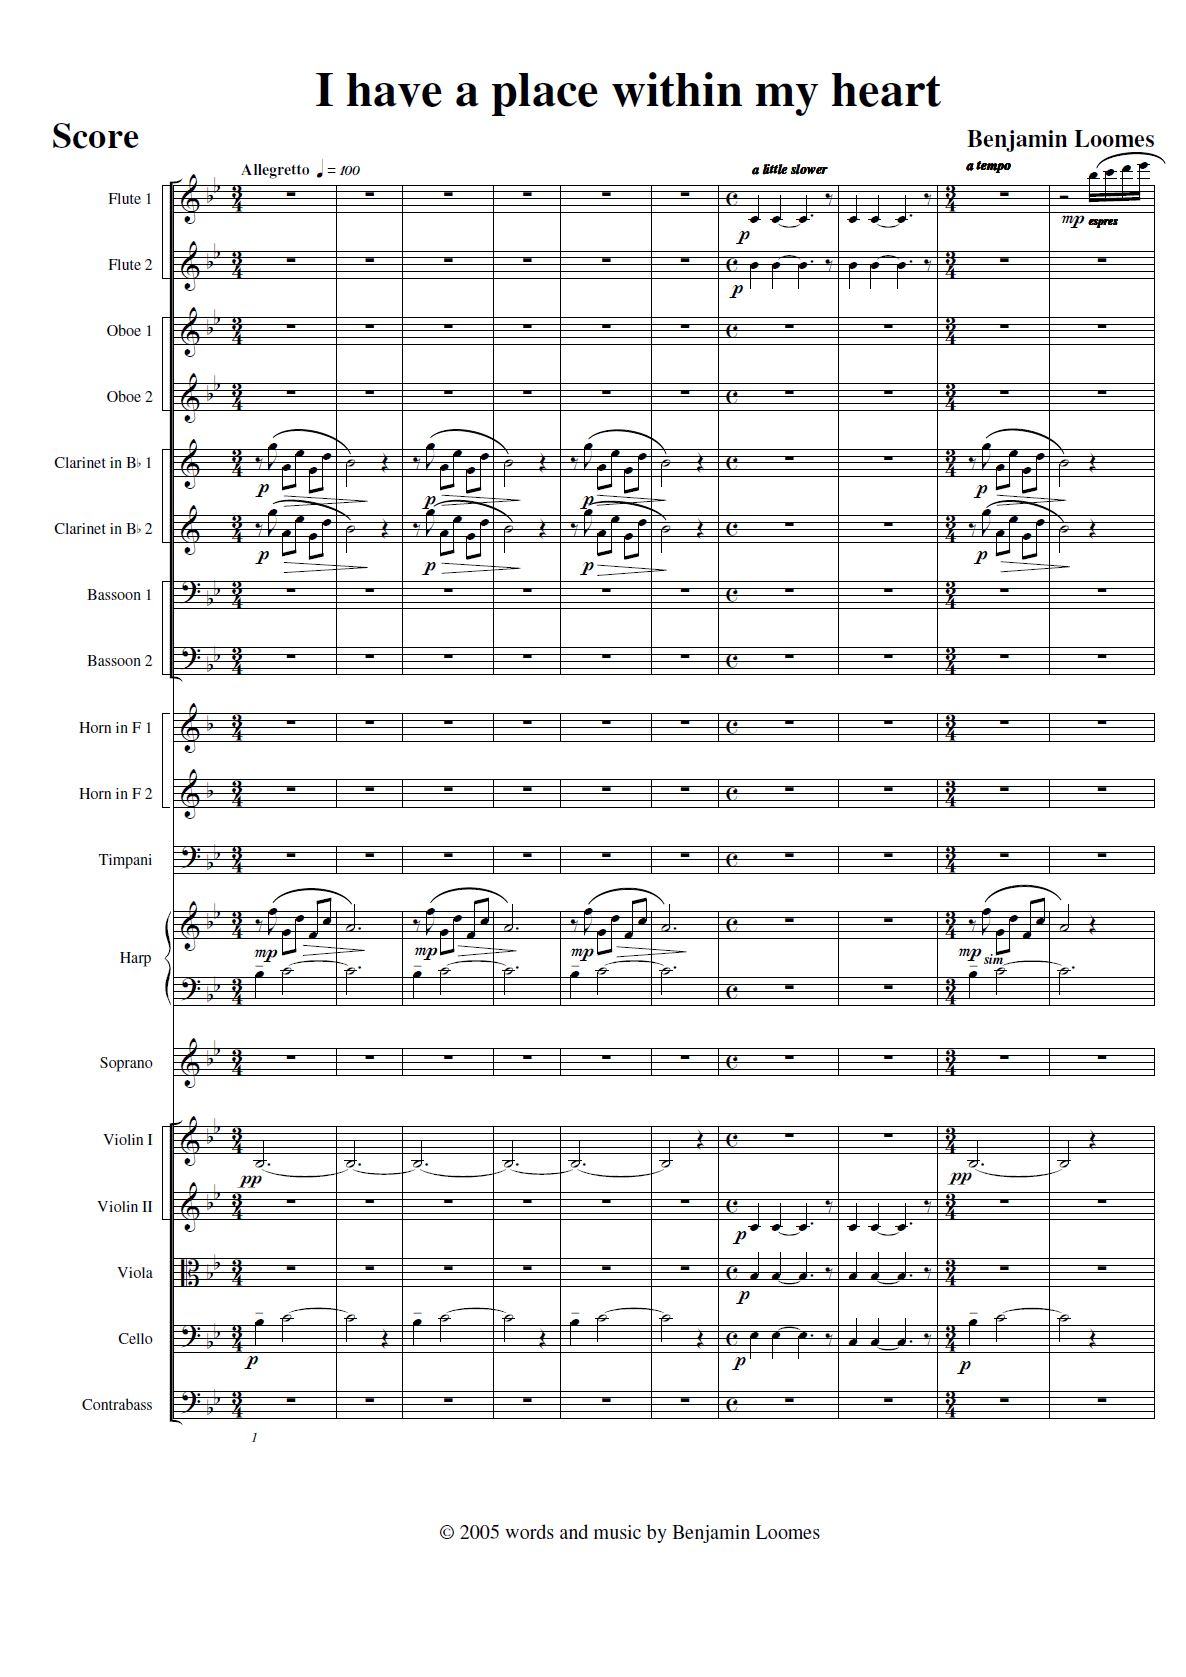 I have a place within my heart
Score
Benjamin Loomes
Allegretto ♩ = 100
a little slower
a tempo
Flute 1
p
mp espres
Flute 2
p
Oboe 1
Oboe 2
Clarinet in B♭ 1
p p p p
Clarinet in B♭ 2
p p p p
Bassoon 1
Bassoon 2
Horn in F 1
Horn in F 2
Timpani
Harp
mp mp mp mp sim
Soprano
Violin I
pp pp
Violin II
p
Viola
p
Cello
p p p
Contrabass
1
© 2005 words and music by Benjamin Loomes